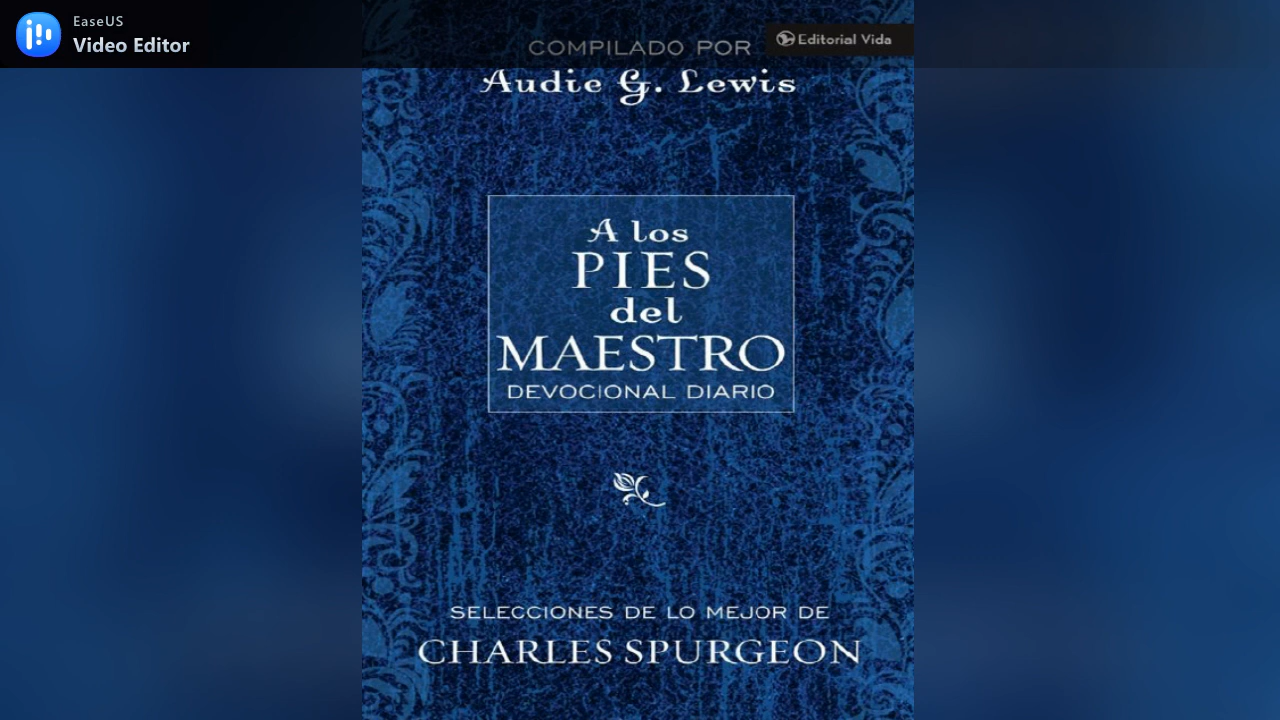 EaseUS
Video Editor
COMPILADO POR
Editorial Vida
Audie G. Lewis
A los
PIES
del
MAESTRO
DEVOCIONAL DIARIO
SELECCIONES DE LO MEJOR DE
CHARLES SPURGEON